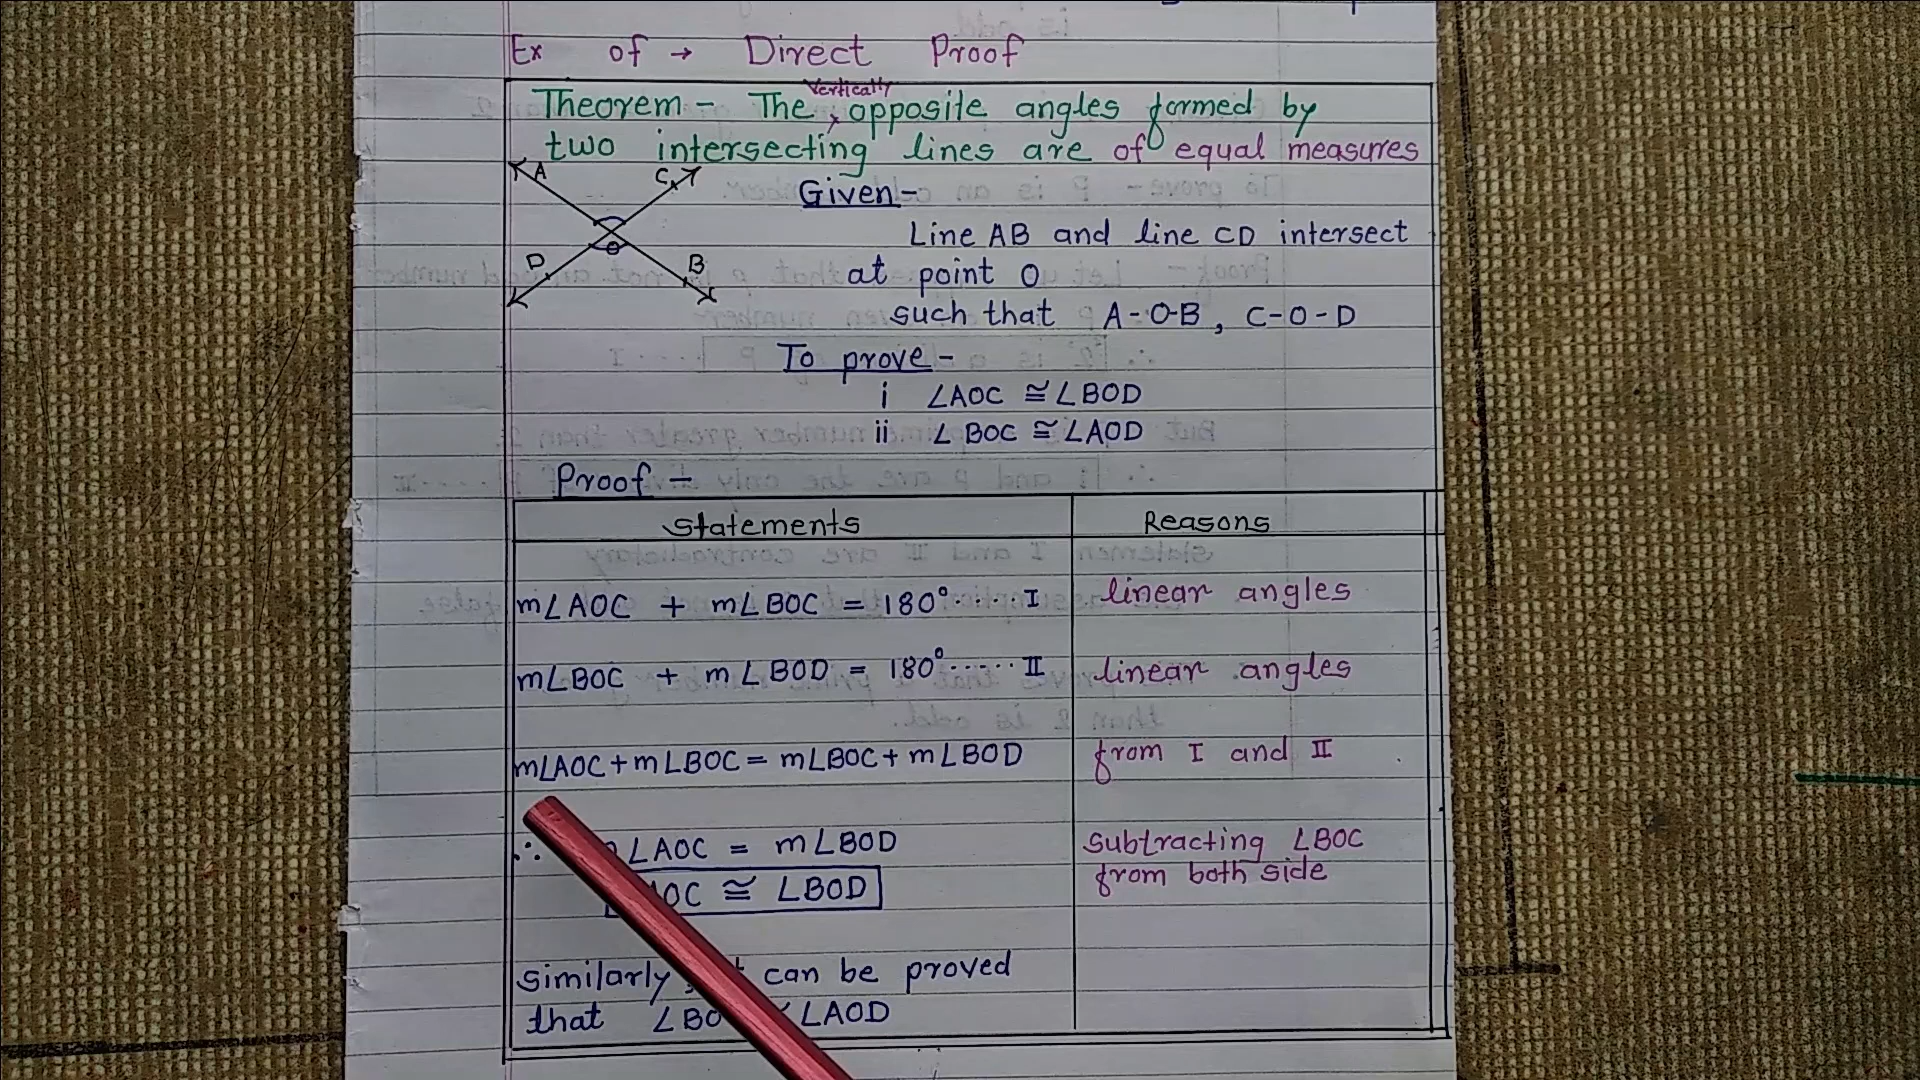 Ex of → Direct Proof
Theorem - The vertically opposite angles formed by
two intersecting lines are of equal measures
A C
D O B
Given -
Line AB and line CD intersect
at point O
such that A-O-B, C-O-D
To prove -
i ∠AOC ≅ ∠BOD
ii ∠BOC ≅ ∠AOD
Proof -
Statements Reasons
m∠AOC + m∠BOC = 180° .... I linear angles
m∠BOC + m∠BOD = 180° ..... II linear angles
m∠AOC + m∠BOC = m∠BOC + m∠BOD from I and II
∴ ∠AOC = m∠BOD subtracting ∠BOC
from both side
OC ≅ ∠BOD
similarly can be proved
that ∠AOD